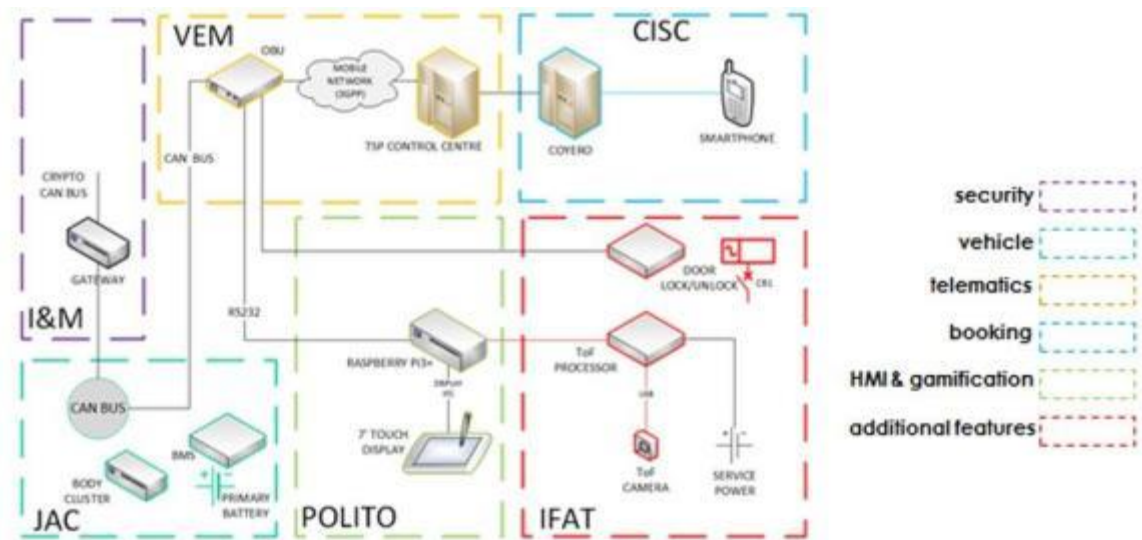 VEM
OBU
MOBILE
NETWORK
(3GPP)
TSP CONTROL CENTRE
CAN BUS
CISC
COYERO
SMARTPHONE
CRYPTO
CAN BUS
GATEWAY
I&M
RS232
RASPBERRY Pi3+
DISPLAY
7" TOUCH
DISPLAY
POLITO
DOOR
LOCK/UNLOCK
CB1
ToF
PROCESSOR
USB
ToF
CAMERA
SERVICE
POWER
IFAT
CAN BUS
BMS
BODY
CLUSTER
PRIMARY
BATTERY
JAC
security
vehicle
telematics
booking
HMI & gamification
additional features